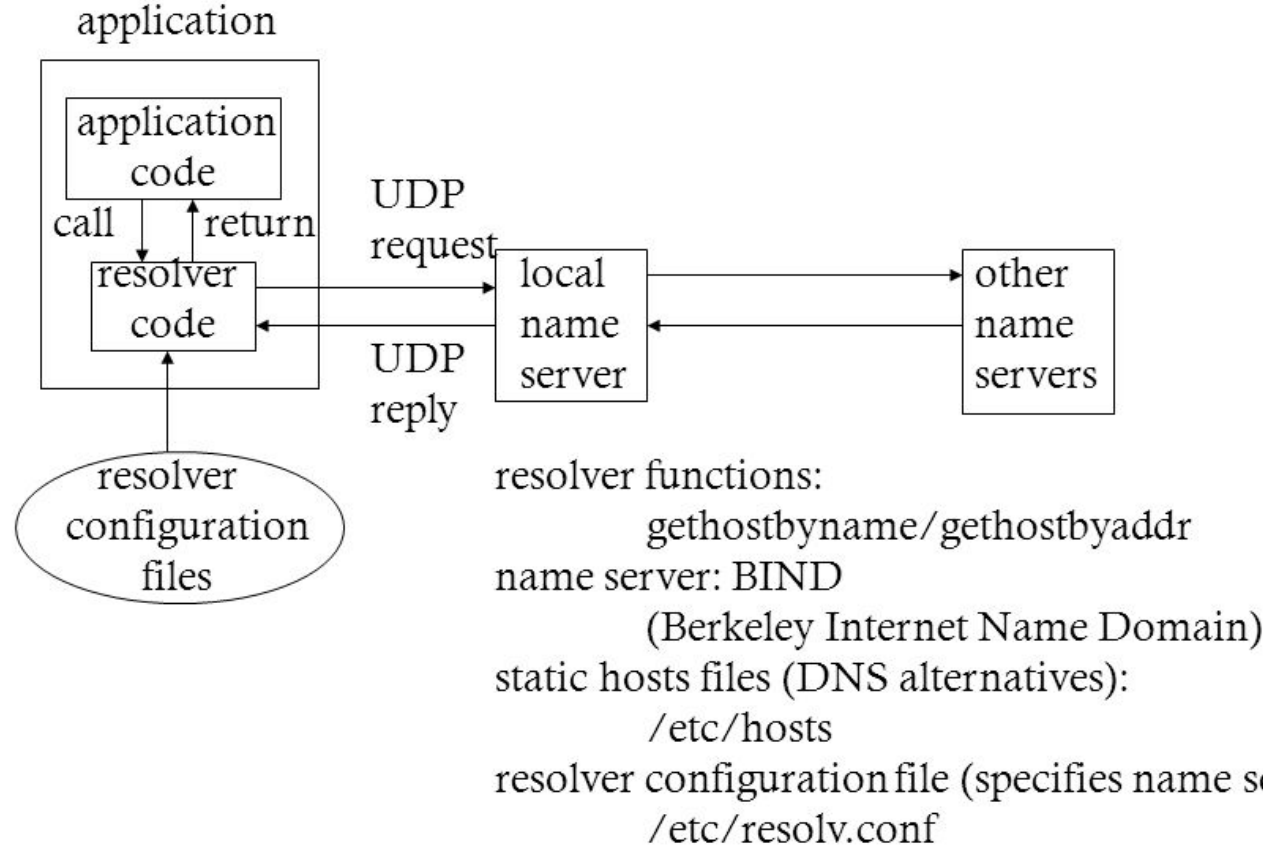 application
application
code
call
return
resolver
code
UDP
request
local
name
server
other
name
servers
UDP
reply
resolver
configuration
files
resolver functions:
gethostbyname/gethostbyaddr
name server: BIND
(Berkeley Internet Name Domain)
static hosts files (DNS alternatives):
/etc/hosts
resolver configuration file (specifies name
/etc/resolv.conf